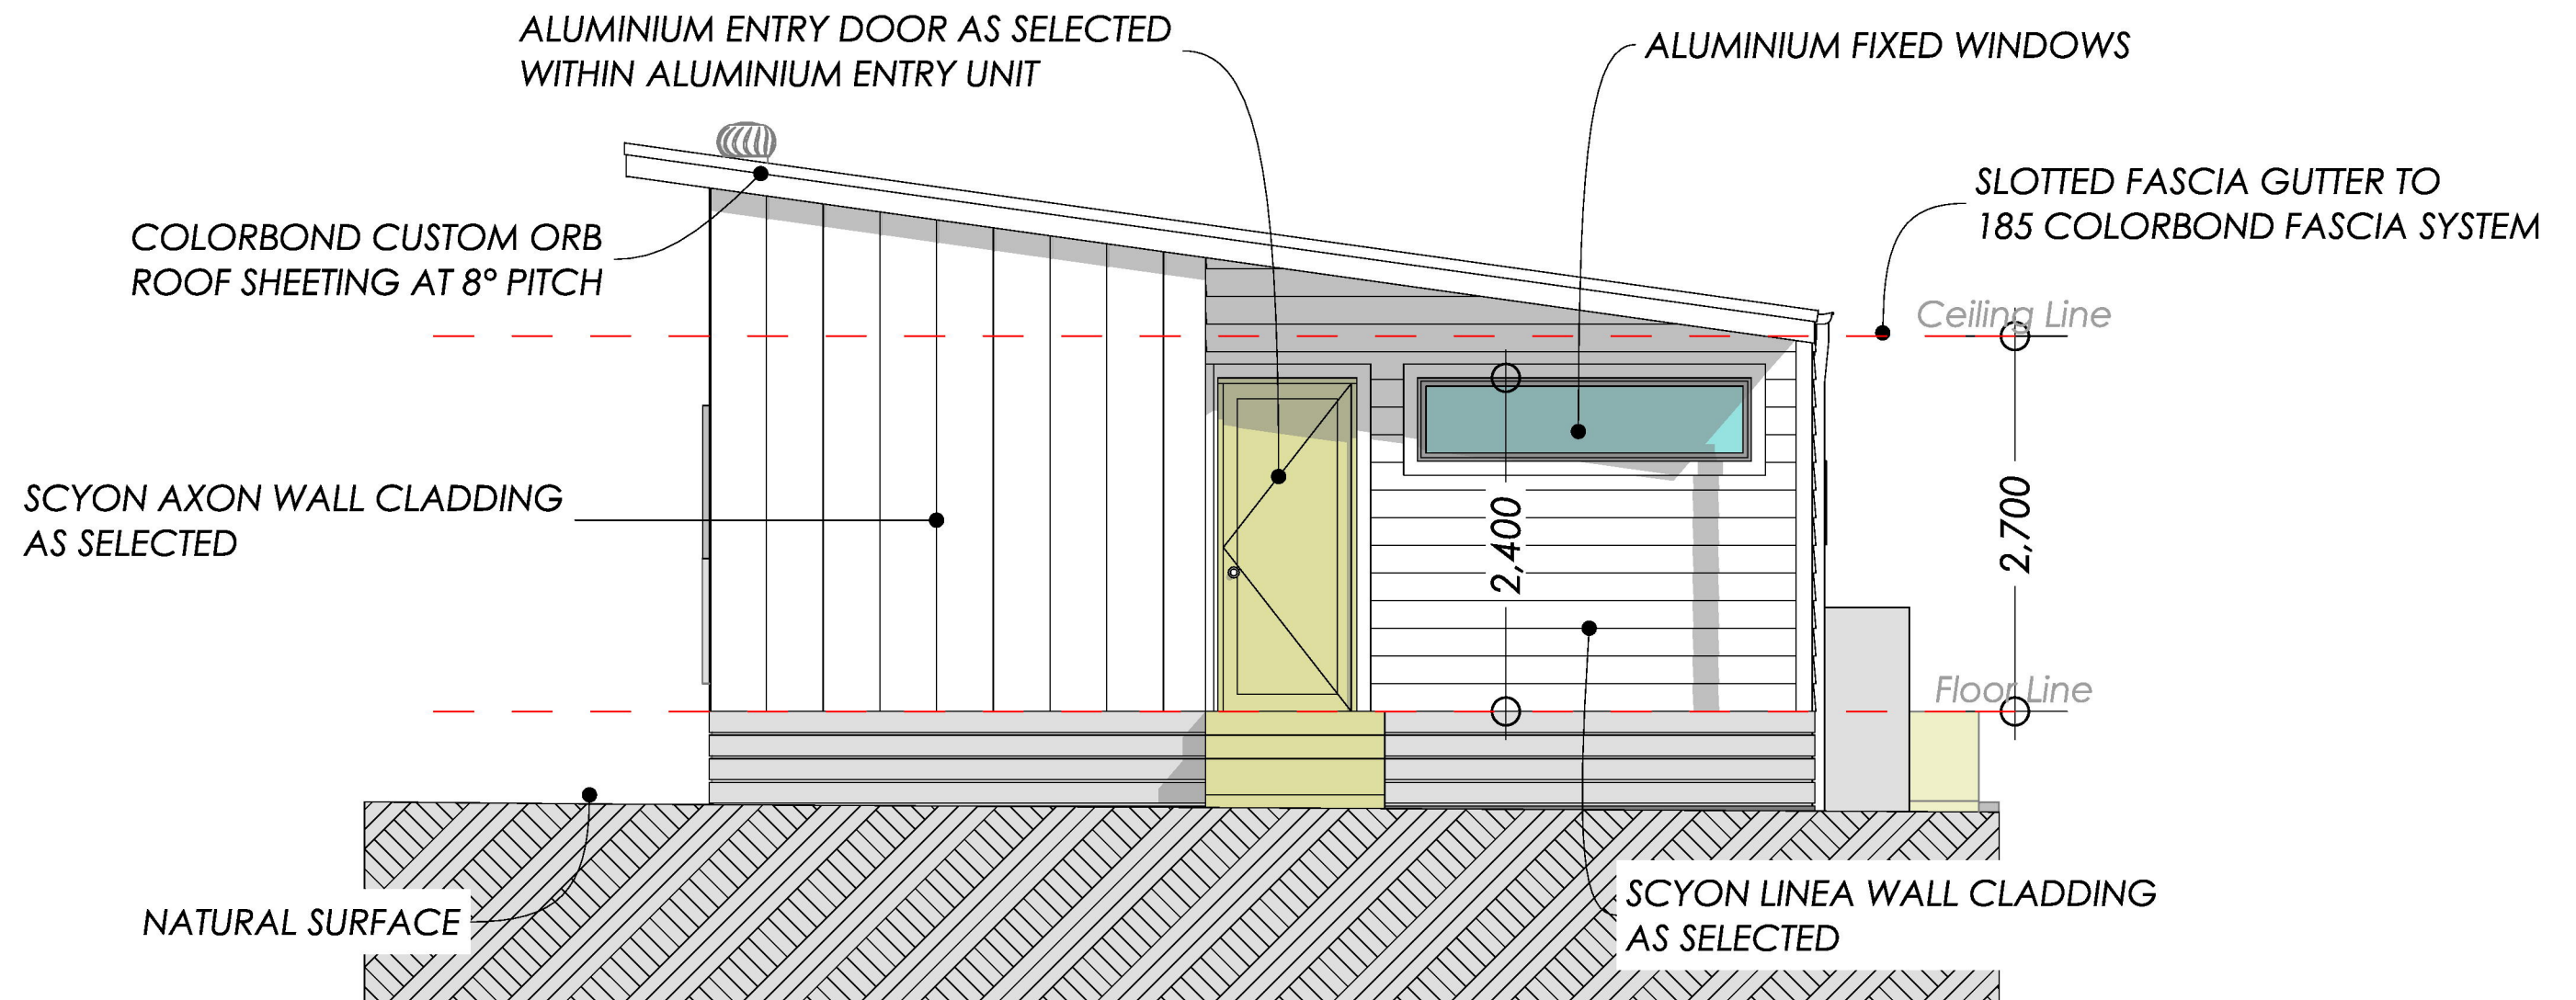 ALUMINIUM ENTRY DOOR AS SELECTED
WITHIN ALUMINIUM ENTRY UNIT
ALUMINIUM FIXED WINDOWS
SLOTTED FASCIA GUTTER TO
185 COLORBOND FASCIA SYSTEM
COLORBOND CUSTOM ORB
ROOF SHEETING AT 8° PITCH
Ceiling Line
SCYON AXON WALL CLADDING
AS SELECTED
2,400
2,700
Floor Line
NATURAL SURFACE
SCYON LINEA WALL CLADDING
AS SELECTED